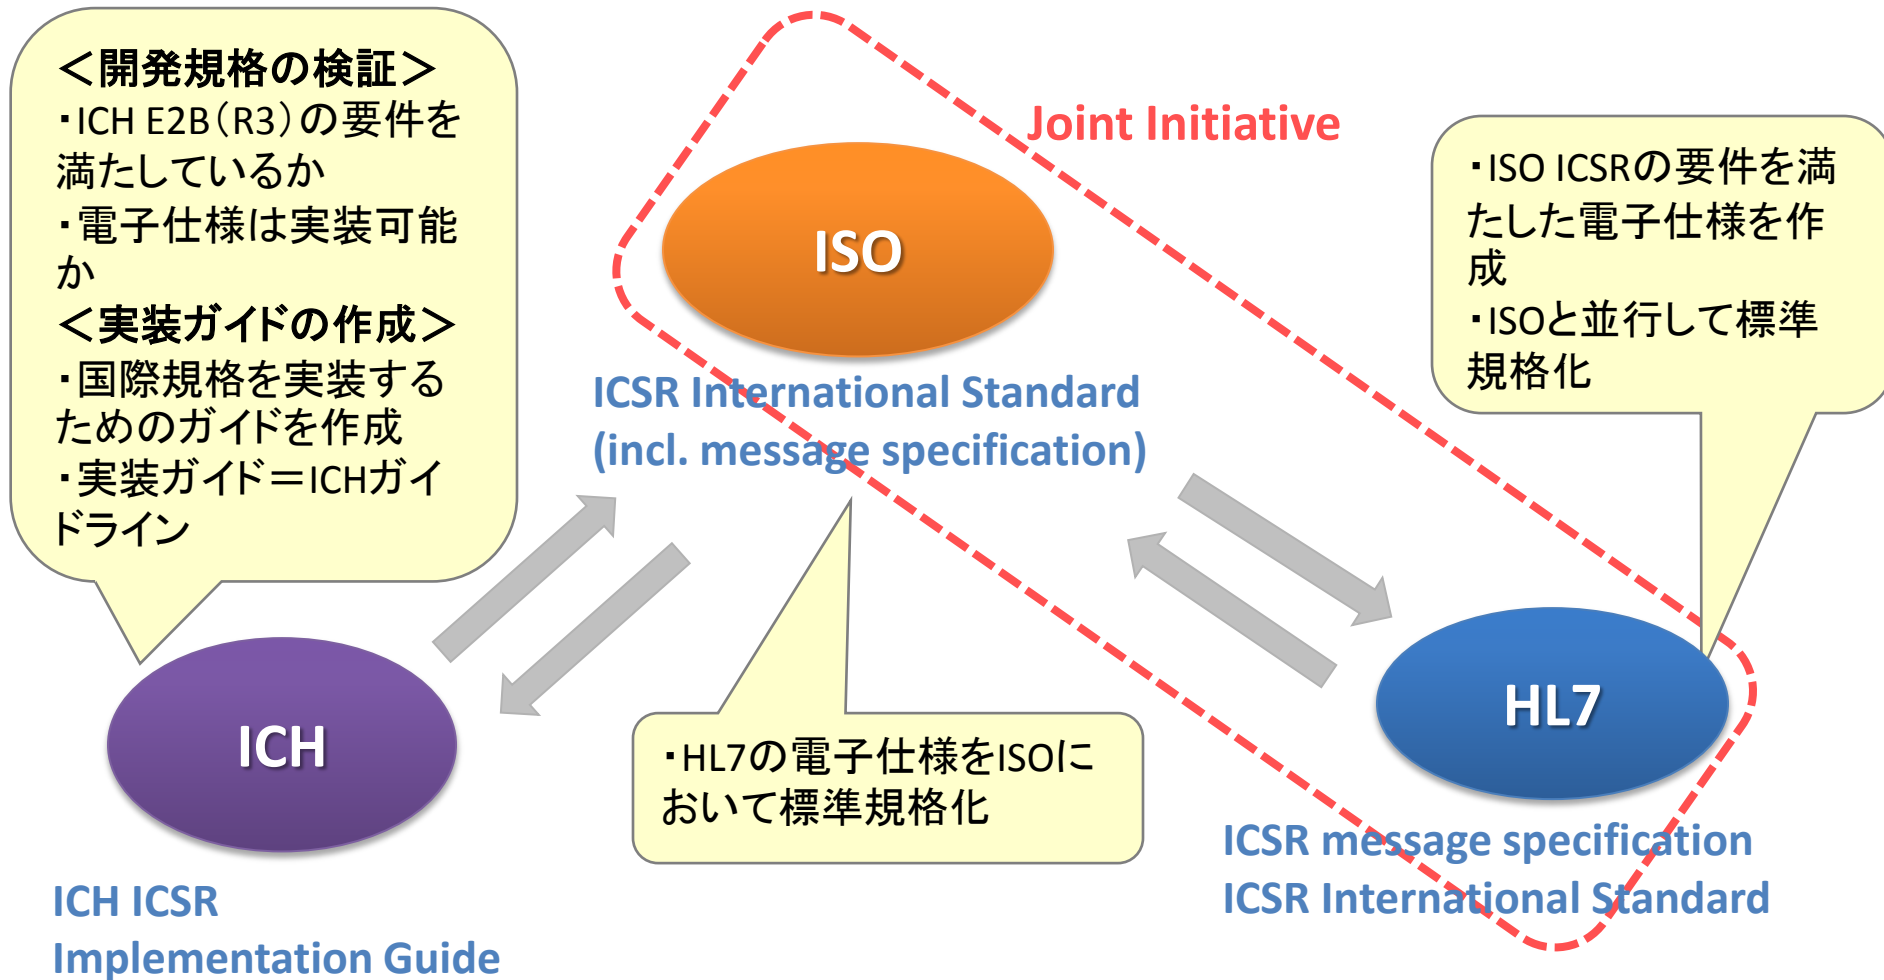 ＜開発規格の検証＞
・ICH E2B（R3）の要件を
満たしているか
・電子仕様は実装可能
か
＜実装ガイドの作成＞
・国際規格を実装する
ためのガイドを作成
・実装ガイド＝ICHガイ
ドライン
Joint Initiative
ISO
ICSR International Standard
(incl. message specification)
・ISO ICSRの要件を満
たした電子仕様を作
成
・ISOと並行して標準
規格化
ICH
ICH ICSR
Implementation Guide
・HL7の電子仕様をISOに
おいて標準規格化
HL7
ICSR message specification
ICSR International Standard